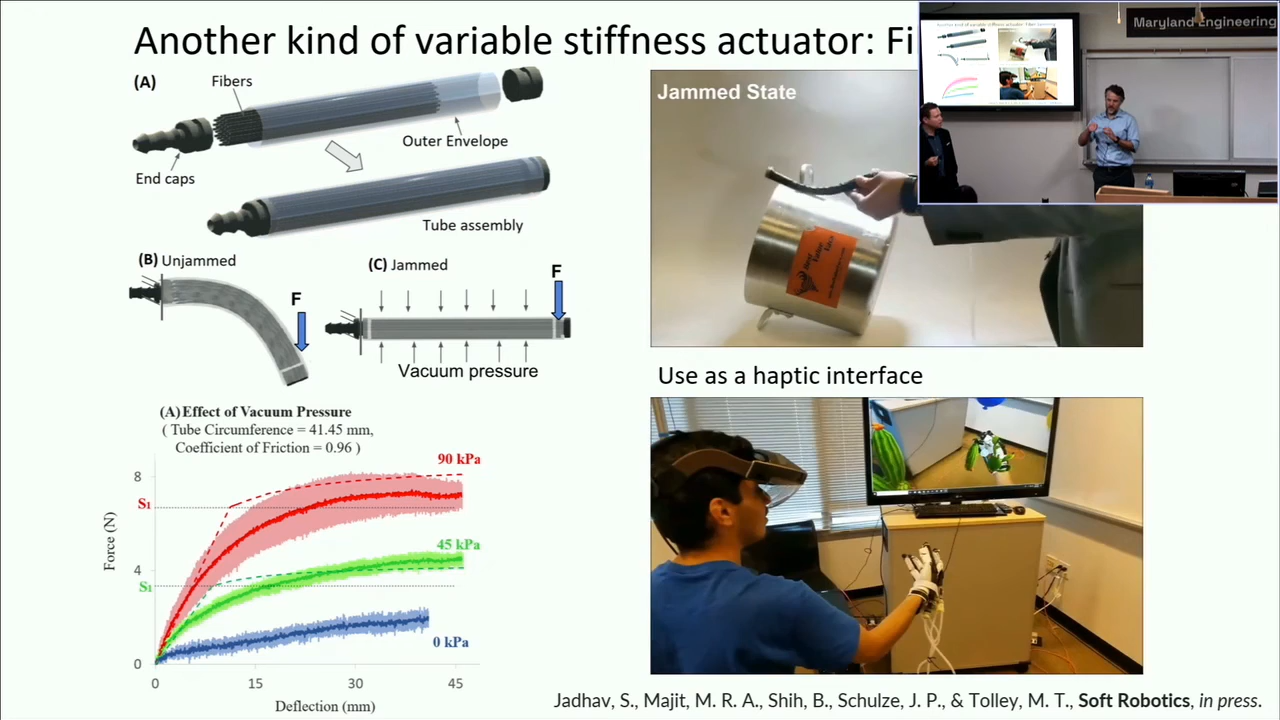 Another kind of variable stiffness actuator: Fi
(A)
Fibers
Outer Envelope
End caps
Tube assembly
(B) Unjammed
F
(C) Jammed
F
Vacuum pressure
(A) Effect of Vacuum Pressure
( Tube Circumference = 41.45 mm,
Coefficient of Friction = 0.96 )
90 kPa
8
S1
45 kPa
4
S1
0 kPa
0
Force (N)
0 15 30 45
Deflection (mm)
Jammed State
Use as a haptic interface
Jadhav, S., Majit, M. R. A., Shih, B., Schulze, J. P., & Tolley, M. T., Soft Robotics, in press.
Maryland Engineering